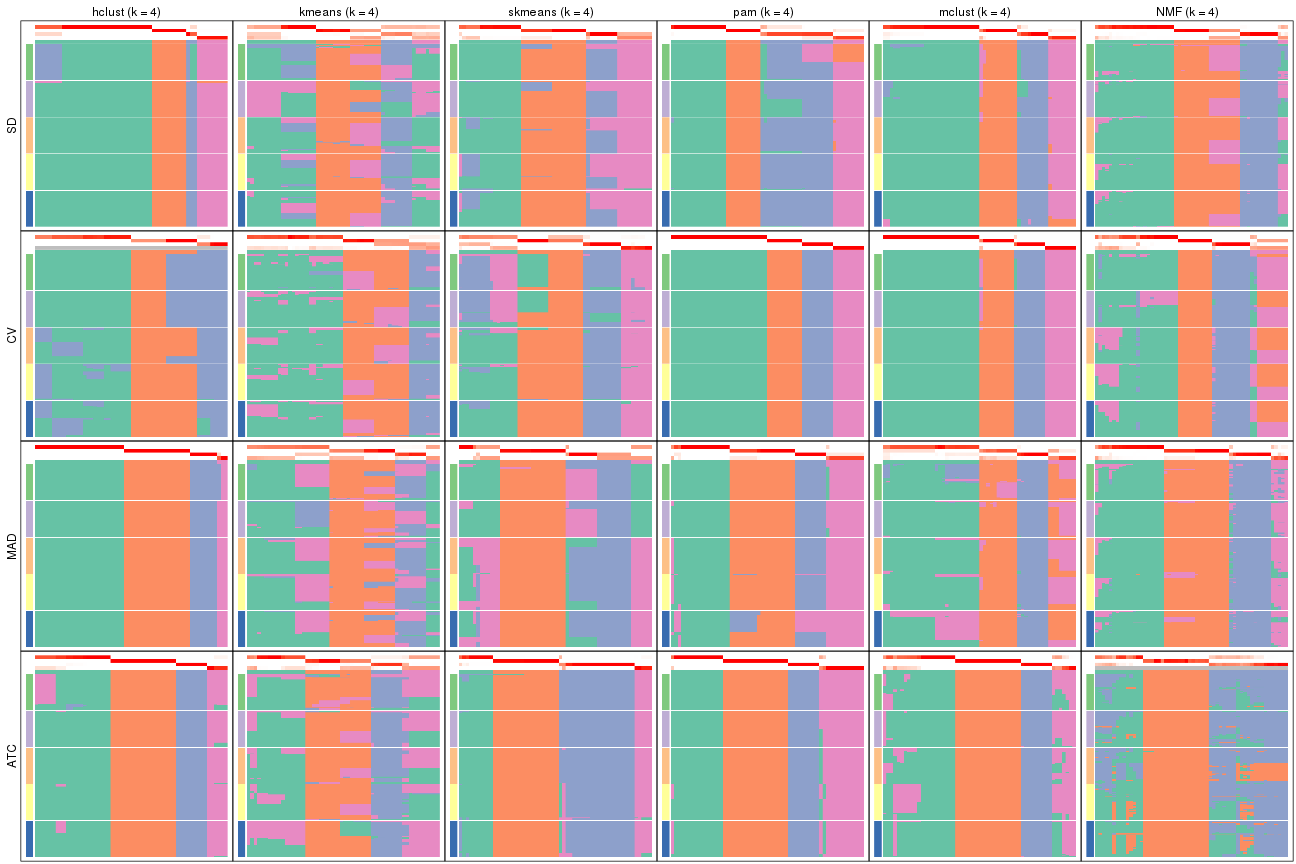 hclust (k = 4) kmeans (k = 4) skmeans (k = 4) pam (k = 4) mclust (k = 4) NMF (k = 4)
SD
CV
MAD
ATC